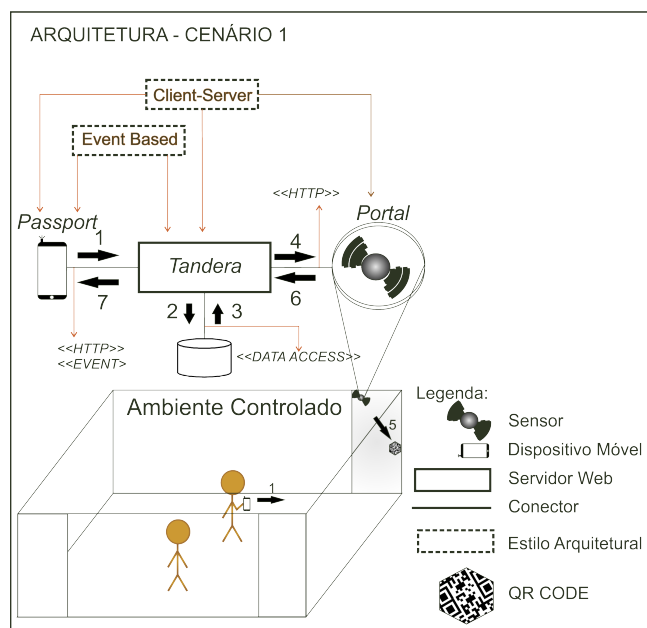 ARQUITETURA - CENÁRIO 1
Client-Server
Event Based
<<HTTP>>
Passport
Portal
1
4
Tandera
7
6
2
3
<<HTTP>>
<<EVENT>>
<<DATA ACCESS>>
Ambiente Controlado
5
1
Legenda:
Sensor
Dispositivo Móvel
Servidor Web
Conector
Estilo Arquitetural
QR CODE